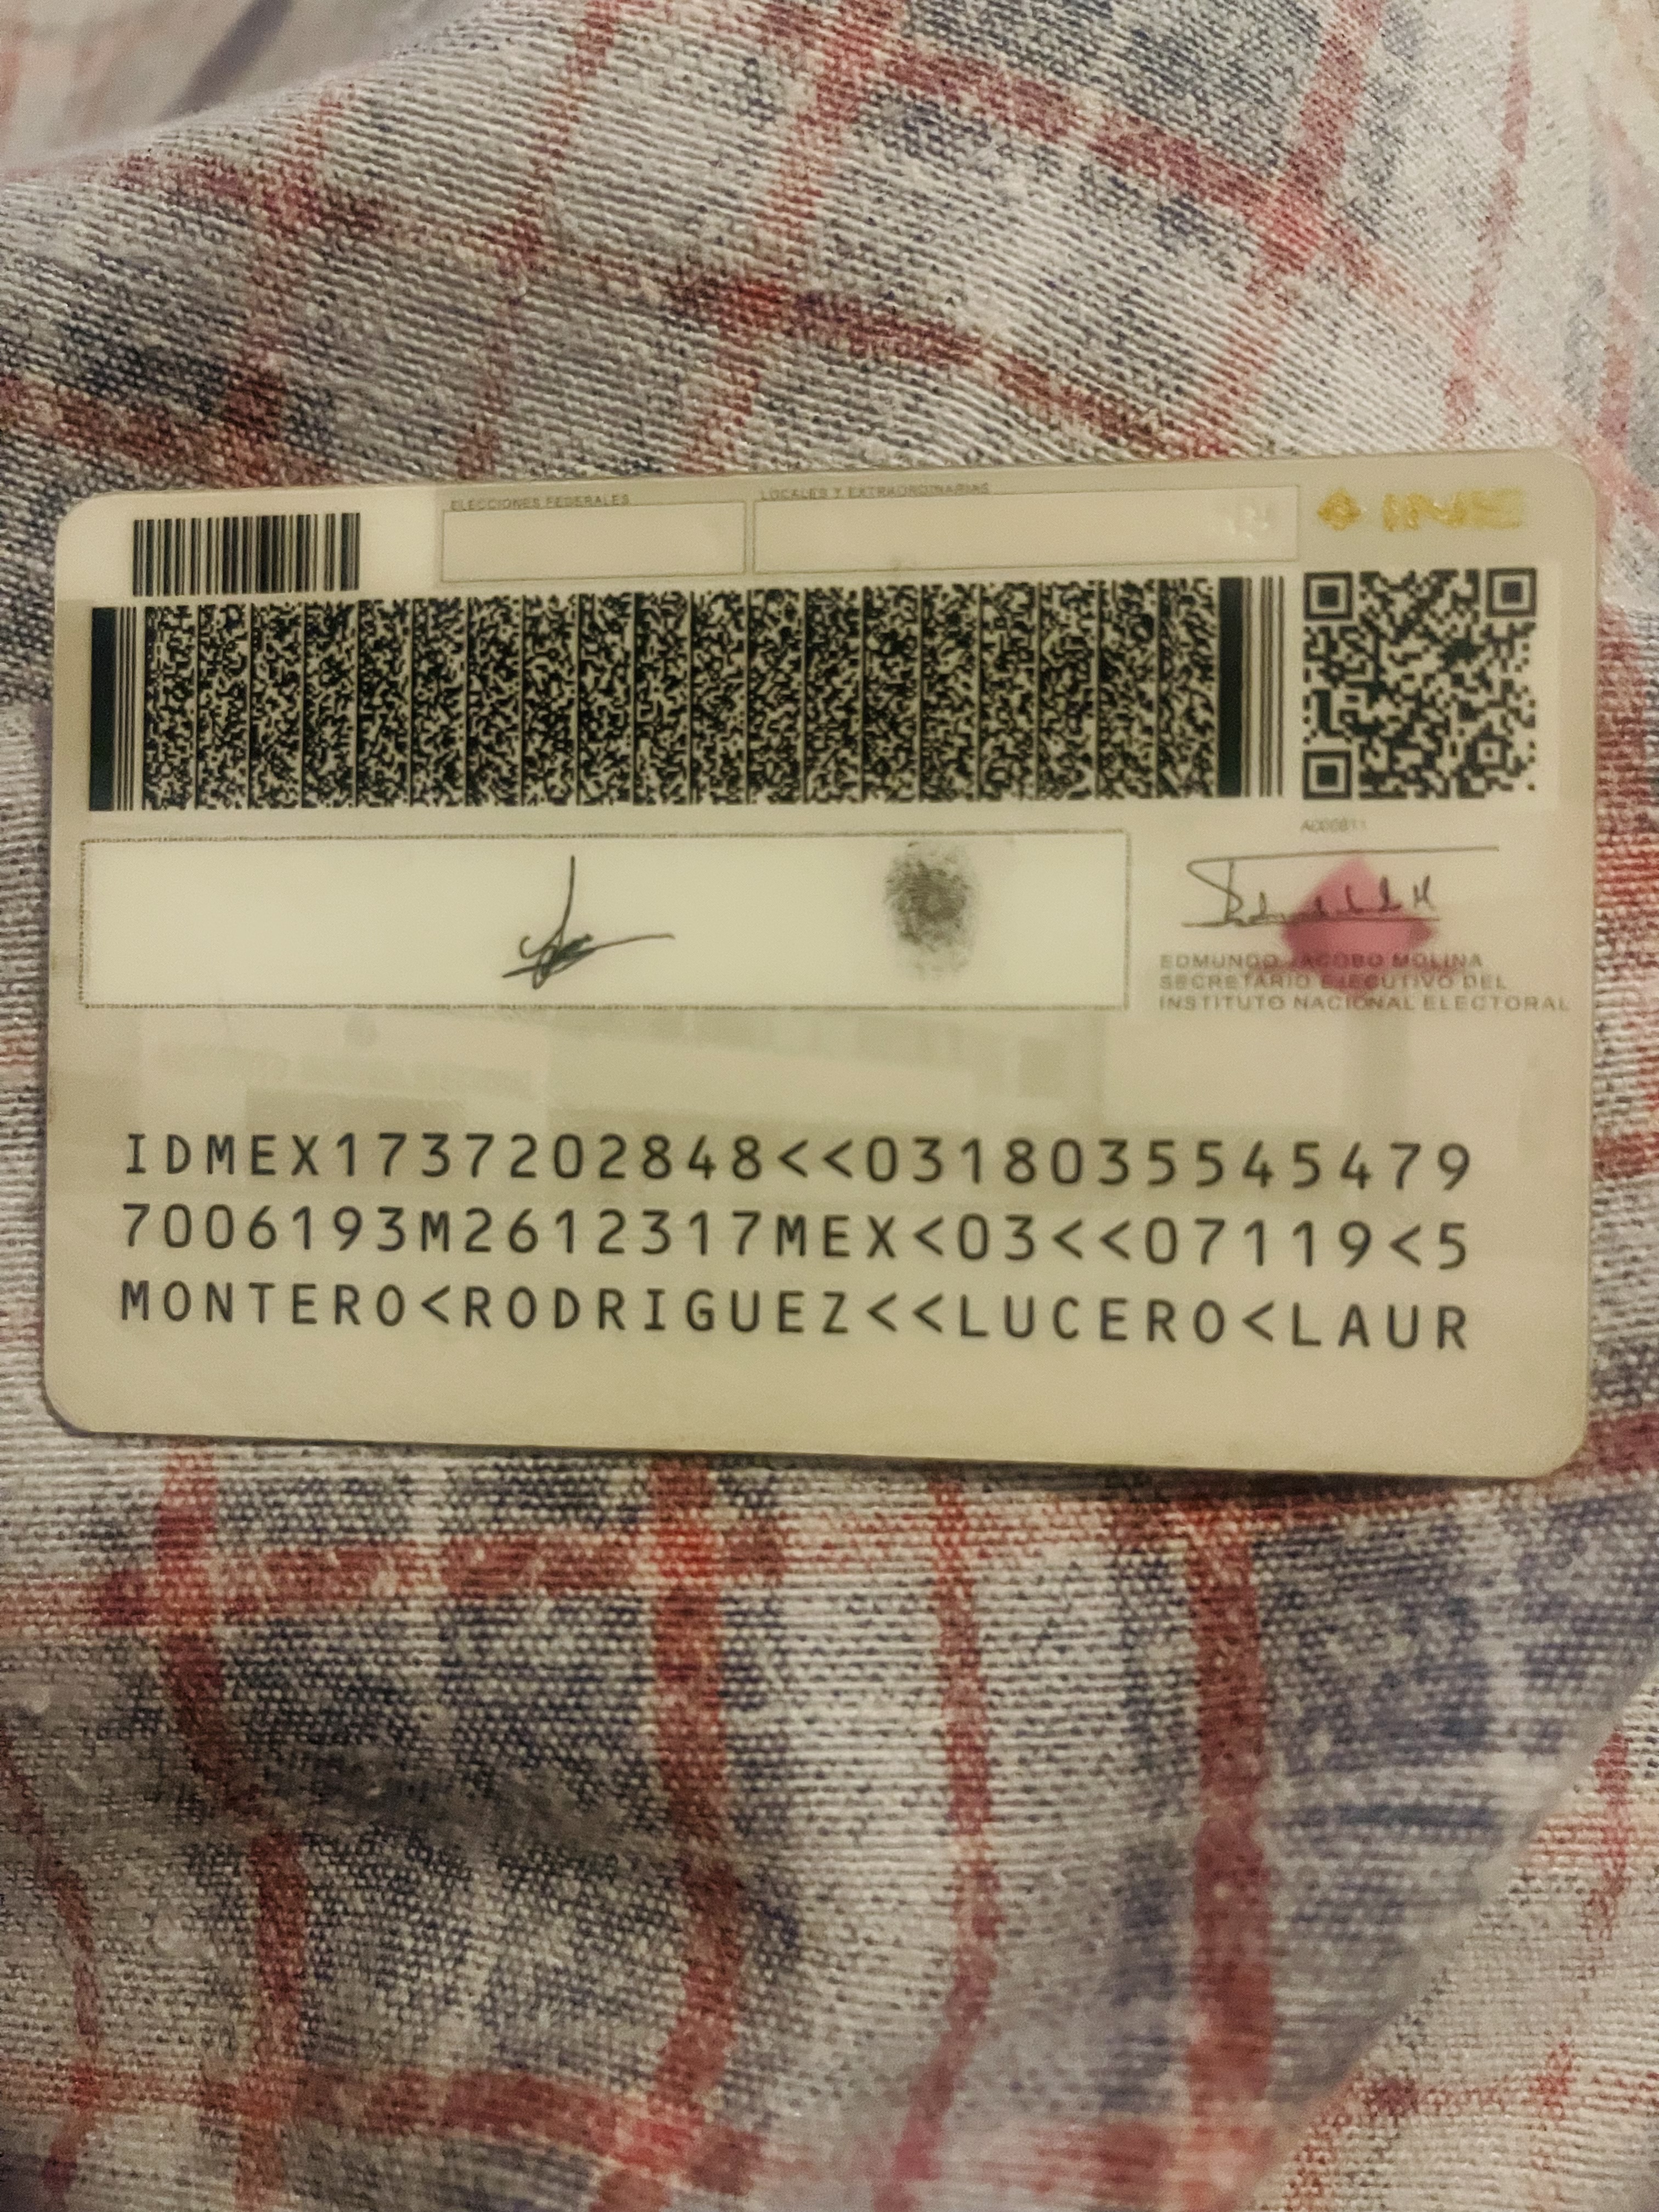 ELECCIONES FEDERALES
LOCALES Y EXTRAORDINARIAS
INE
EDMUNDO JACOBO MOLINA
SECRETARIO EJECUTIVO DEL
INSTITUTO NACIONAL ELECTORAL
IDMEX1737202848<<0318035545479
7006193M2612317MEX<03<<07119<5
MONTERO<RODRIGUEZ<<LUCERO<LAUR